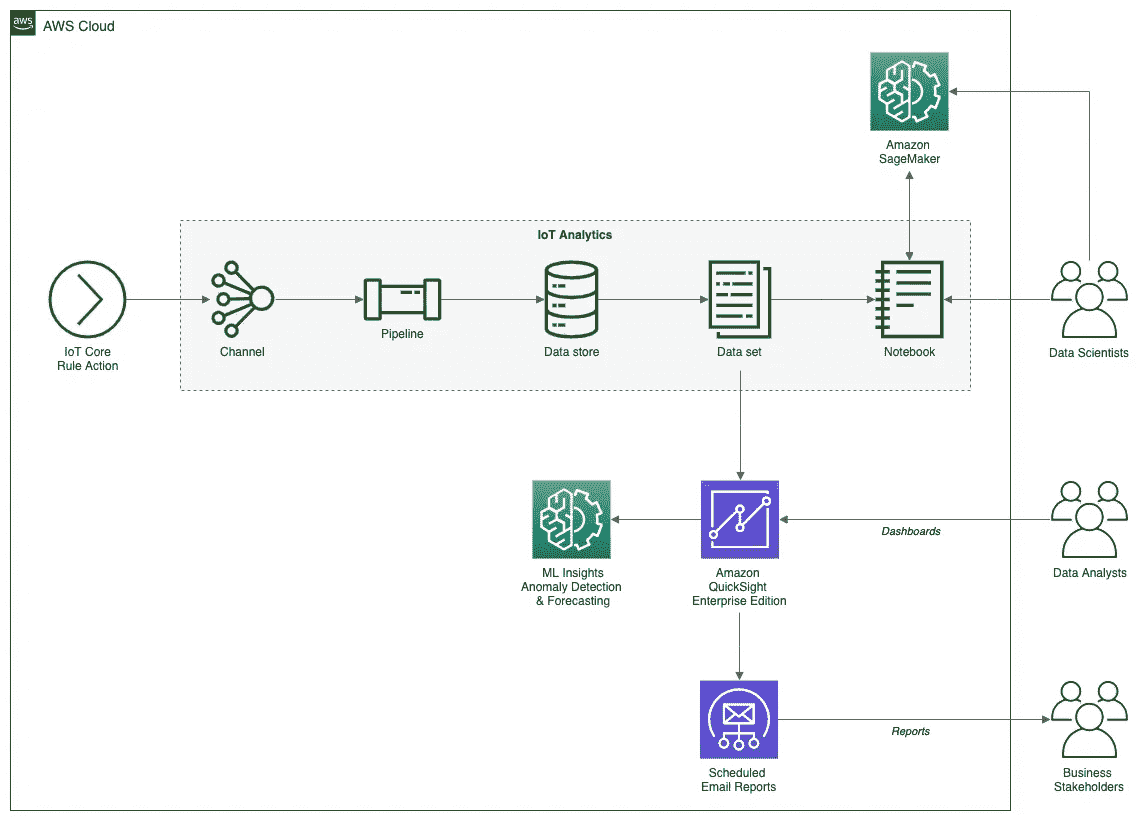 aws
AWS Cloud
Amazon
SageMaker
IoT Analytics
IoT Core
Rule Action
Channel
Pipeline
Data store
Data set
Notebook
Data Scientists
ML Insights
Anomaly Detection
& Forecasting
Amazon
QuickSight
Enterprise Edition
Dashboards
Data Analysts
Scheduled
Email Reports
Reports
Business
Stakeholders